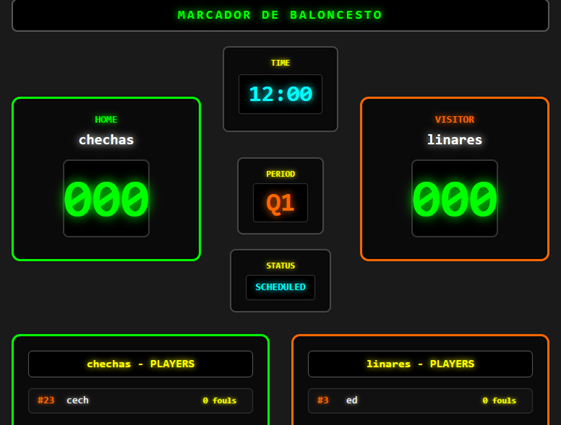 MARCADOR DE BALONCESTO
TIME
12:00
HOME
chechas
000
PERIOD
Q1
VISITOR
linares
000
STATUS
SCHEDULED
chechas - PLAYERS
#23 cech 0 fouls
linares - PLAYERS
#3 ed 0 fouls